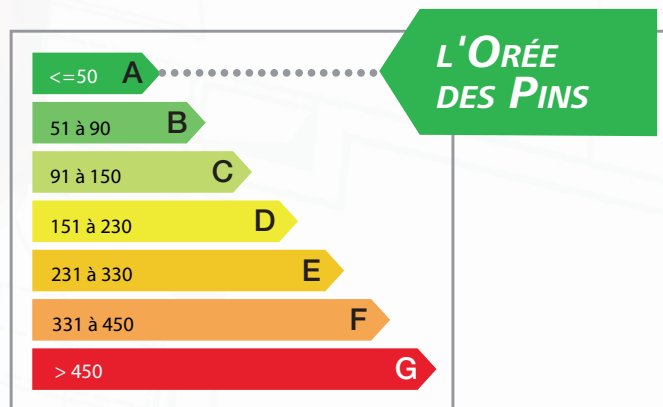 <=50 A
L'ORÉE
DES PINS
51 à 90 B
91 à 150 C
151 à 230 D
231 à 330 E
331 à 450 F
> 450 G